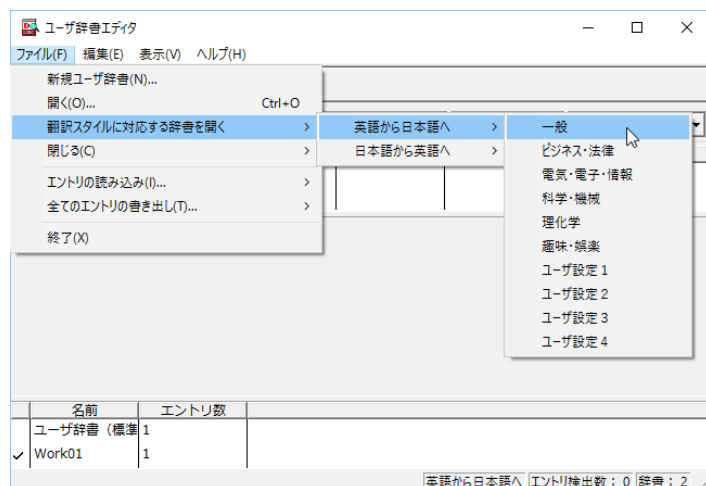 ユーザ辞書エディタ
ファイル(F) 編集(E) 表示(V) ヘルプ(H)
新規ユーザ辞書(N)...
開く(O)... Ctrl+O
翻訳スタイルに対応する辞書を開く
閉じる(C)
エントリの読み込み(I)...
全てのエントリの書き出し(T)...
終了(X)
英語から日本語へ
日本語から英語へ
一般
ビジネス・法律
電気・電子・情報
科学・機械
理化学
趣味・娯楽
ユーザ設定 1
ユーザ設定 2
ユーザ設定 3
ユーザ設定 4
名前 エントリ数
ユーザ辞書（標準 1
Work01 1
英語から日本語へ エントリ検出数： 0 辞書： 2